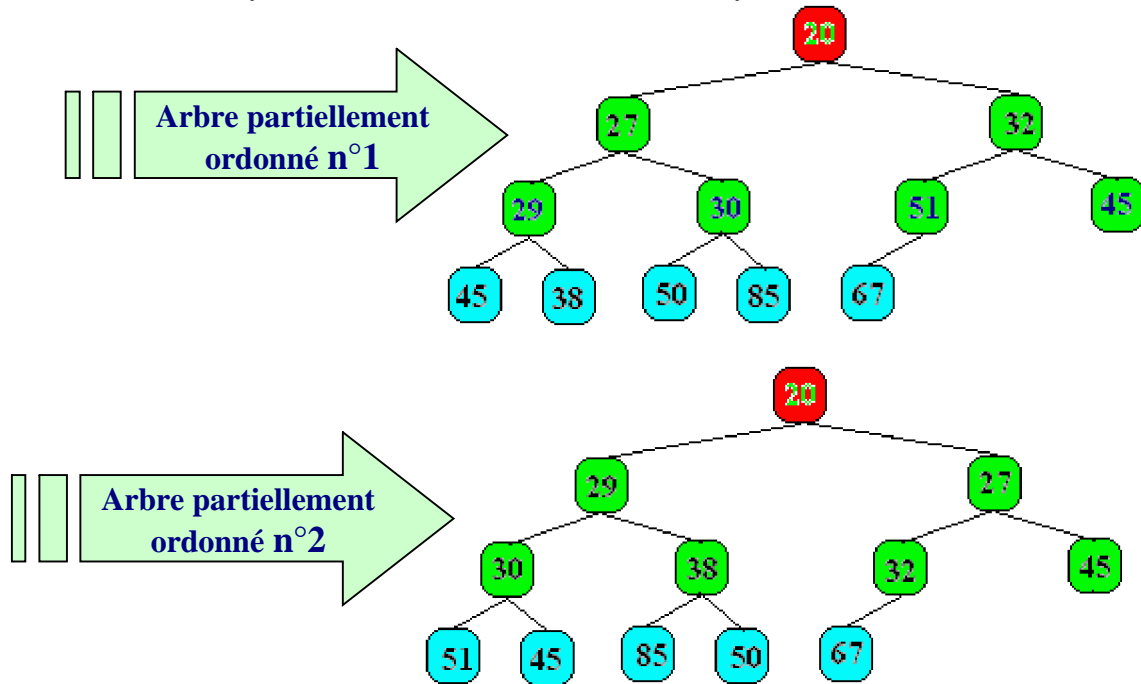 20
Arbre partiellement
ordonné n°1
27 32
29 30 51 45
45 38 50 85 67
20
Arbre partiellement
ordonné n°2
29 27
30 38 32 45
51 45 85 50 67